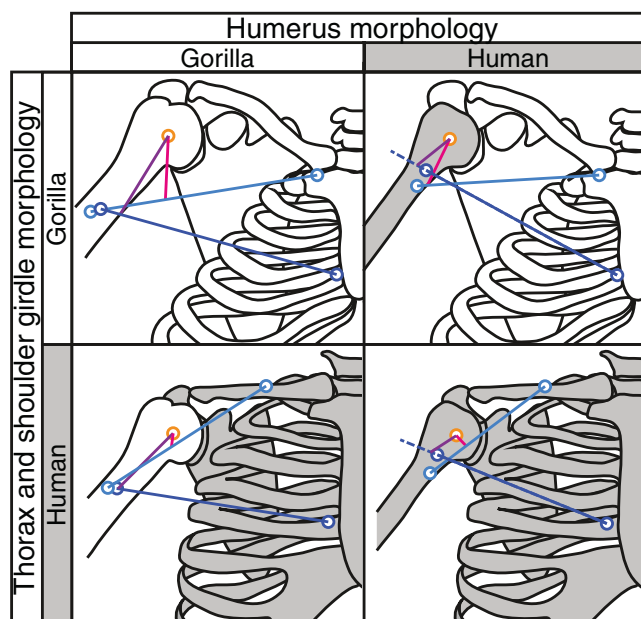 Humerus morphology
Gorilla
Human
Thorax and shoulder girdle morphology
Gorilla
Human